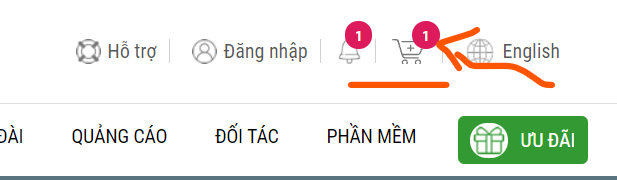 Hỗ trợ Đăng nhập 1 1 English
ĐÀI QUẢNG CÁO ĐỐI TÁC PHẦN MỀM ƯU ĐÃI